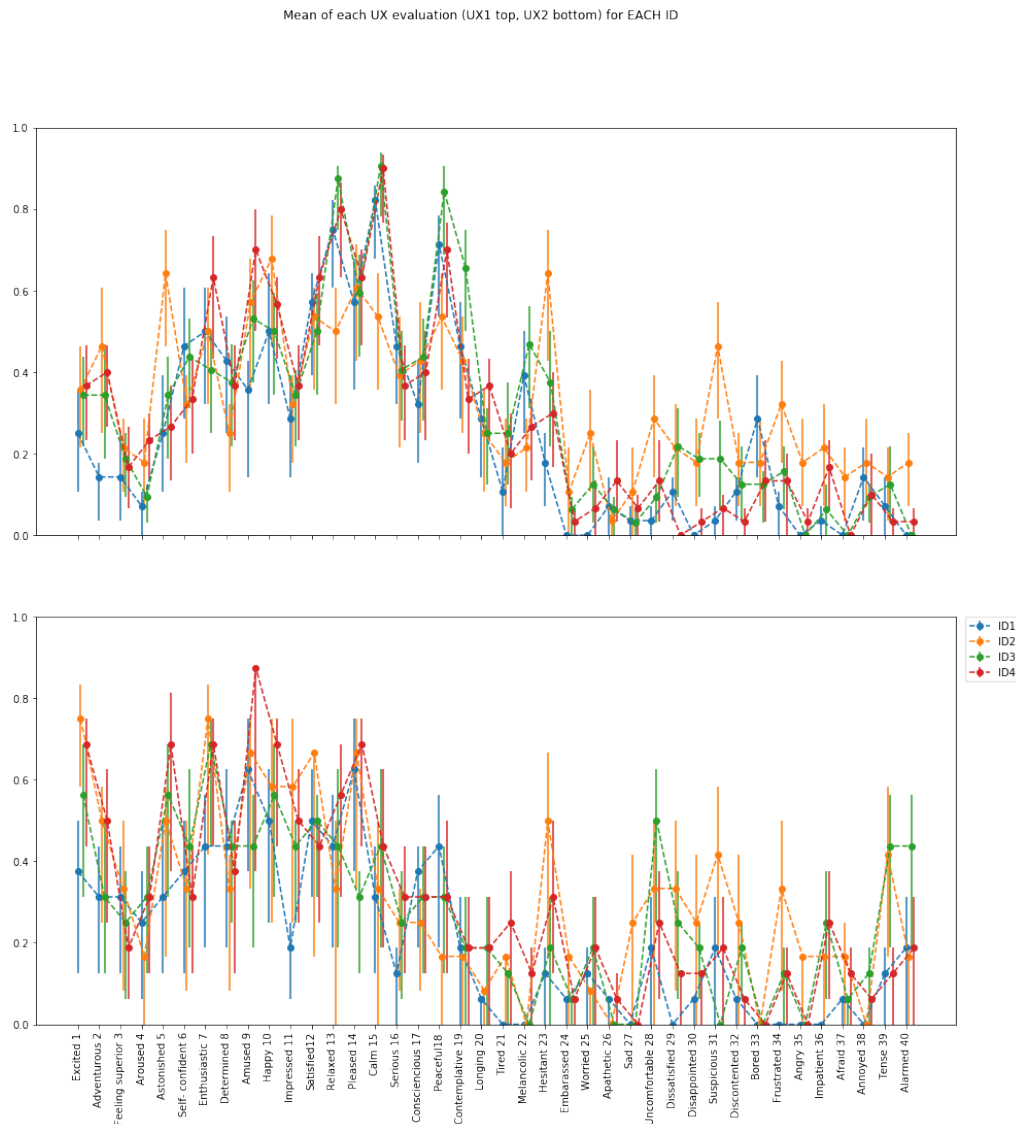 Mean of each UX evaluation (UX1 top, UX2 bottom) for EACH ID
1.0
0.8
0.6
0.4
0.2
0.0
1.0
0.8
0.6
0.4
0.2
0.0
ID1
ID2
ID3
ID4
Excited 1
Adventurous 2
Feeling superior 3
Aroused 4
Astonished 5
Self- confident 6
Enthusiastic 7
Determined 8
Amused 9
Happy 10
Impressed 11
Satisfied12
Relaxed 13
Pleased 14
Calm 15
Serious 16
Consciencious 17
Peaceful18
Contemplative 19
Longing 20
Tired 21
Melancolic 22
Hesitant 23
Embarassed 24
Worried 25
Apathetic 26
Sad 27
Uncomfortable 28
Dissatisfied 29
Disappointed 30
Suspicious 31
Discontented 32
Bored 33
Frustrated 34
Angry 35
Impatient 36
Afraid 37
Annoyed 38
Tense 39
Alarmed 40